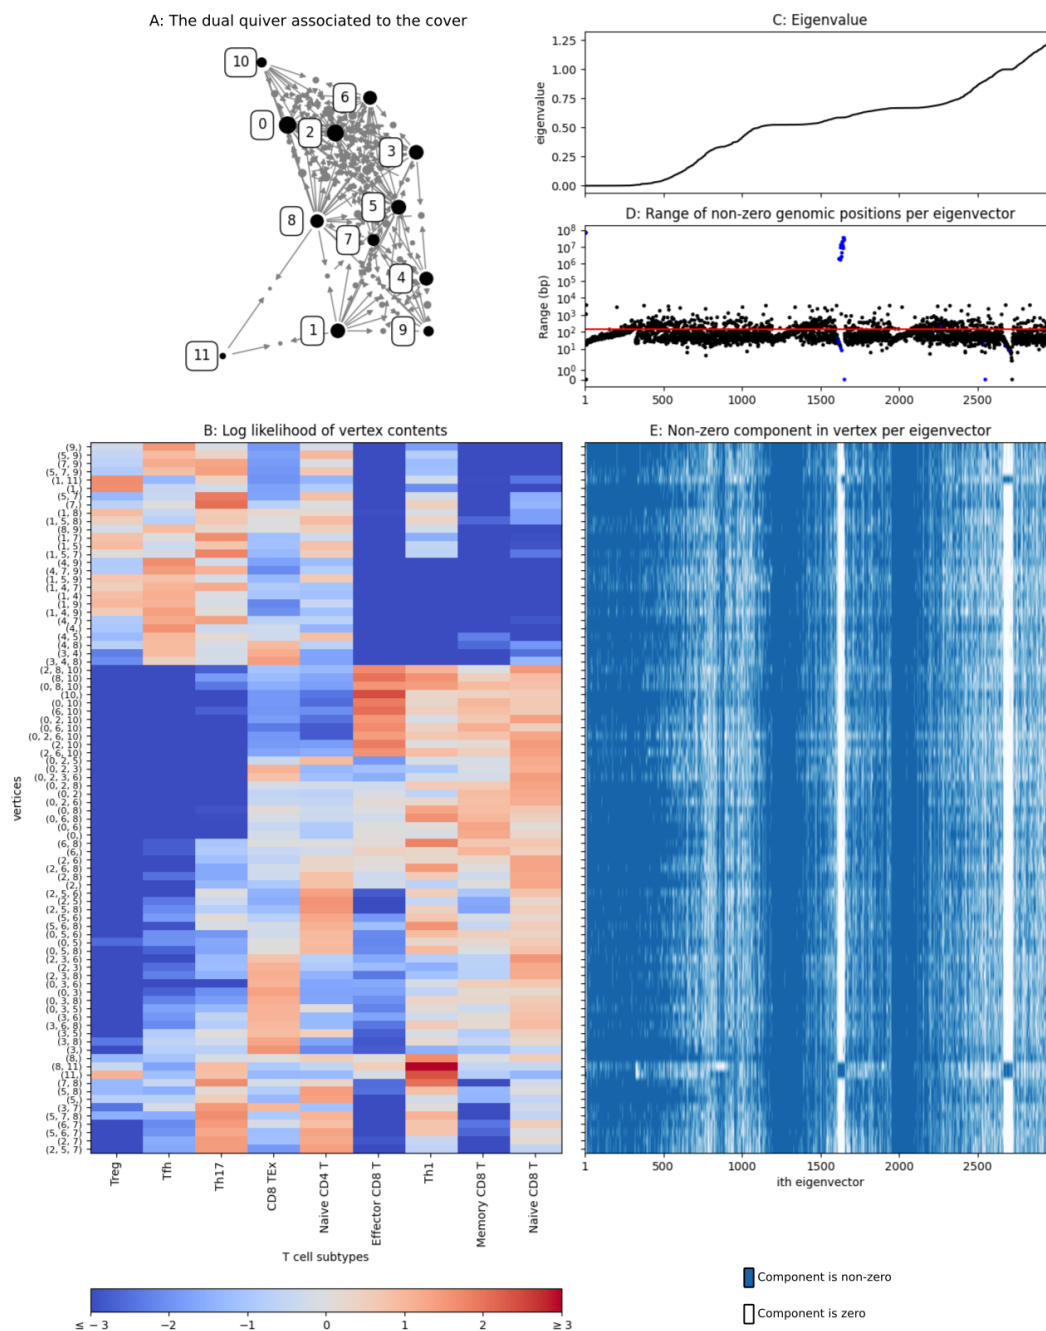 A: The dual quiver associated to the cover
10
6
0
2
3
8
5
7
4
1
9
11
C: Eigenvalue
eigenvalue
1.25
1.00
0.75
0.50
0.25
0.00
1000
1500
2000
2500
D: Range of non-zero genomic positions per eigenvector
Range (bp)
10⁸
10⁷
10⁶
10⁵
10⁴
10³
10²
10¹
10⁰
0
1
500
1000
1500
2000
2500
B: Log likelihood of vertex contents
vertices
(9,)
(5, 9)
(7, 9)
(5, 7, 9)
(1, 11)
(1,)
(5, 7)
(7,)
(1, 8)
(1, 5, 8)
(8, 9)
(1, 7)
(1, 5)
(1, 5, 7)
(4, 9)
(4, 7, 9)
(1, 5, 9)
(1, 4, 7)
(1, 4)
(1, 9)
(1, 4, 9)
(4, 7)
(4,)
(4, 5)
(4, 8)
(3, 4)
(3, 4, 8)
(2, 8, 10)
(8, 10)
(0, 8, 10)
(10,)
(0, 10)
(6, 10)
(0, 2, 10)
(0, 6, 10)
(0, 2, 6, 10)
(2, 10)
(2, 6, 10)
(0, 2, 5)
(0, 2, 3)
(0, 2, 3, 6)
(0, 2, 8)
(0, 2)
(0, 2, 6)
(0, 8)
(0, 6, 8)
(0, 6)
(0,)
(6, 8)
(6,)
(2, 6)
(2, 6, 8)
(2, 8)
(2,)
(2, 5, 6)
(2, 5)
(2, 5, 8)
(5, 6)
(5, 6, 8)
(0, 5, 6)
(0, 5)
(0, 5, 8)
(2, 3, 6)
(2, 3)
(2, 3, 8)
(0, 3, 6)
(0, 3)
(0, 3, 8)
(0, 3, 5)
(3, 6)
(3, 6, 8)
(3, 5)
(3, 8)
(3,)
(8,)
(8, 11)
(11,)
(7, 8)
(5, 8)
(5,)
(3, 7)
(5, 7, 8)
(6, 7)
(5, 6, 7)
(2, 7)
(2, 5, 7)
Treg
Tfh
Th17
CD8 TEx
Naive CD4 T
Effector CD8 T
Th1
Memory CD8 T
Naive CD8 T
T cell subtypes
≤ −3
−2
−1
0
1
2
≥ 3
E: Non-zero component in vertex per eigenvector
1
500
1000
1500
2000
2500
ith eigenvector
Component is non-zero
Component is zero